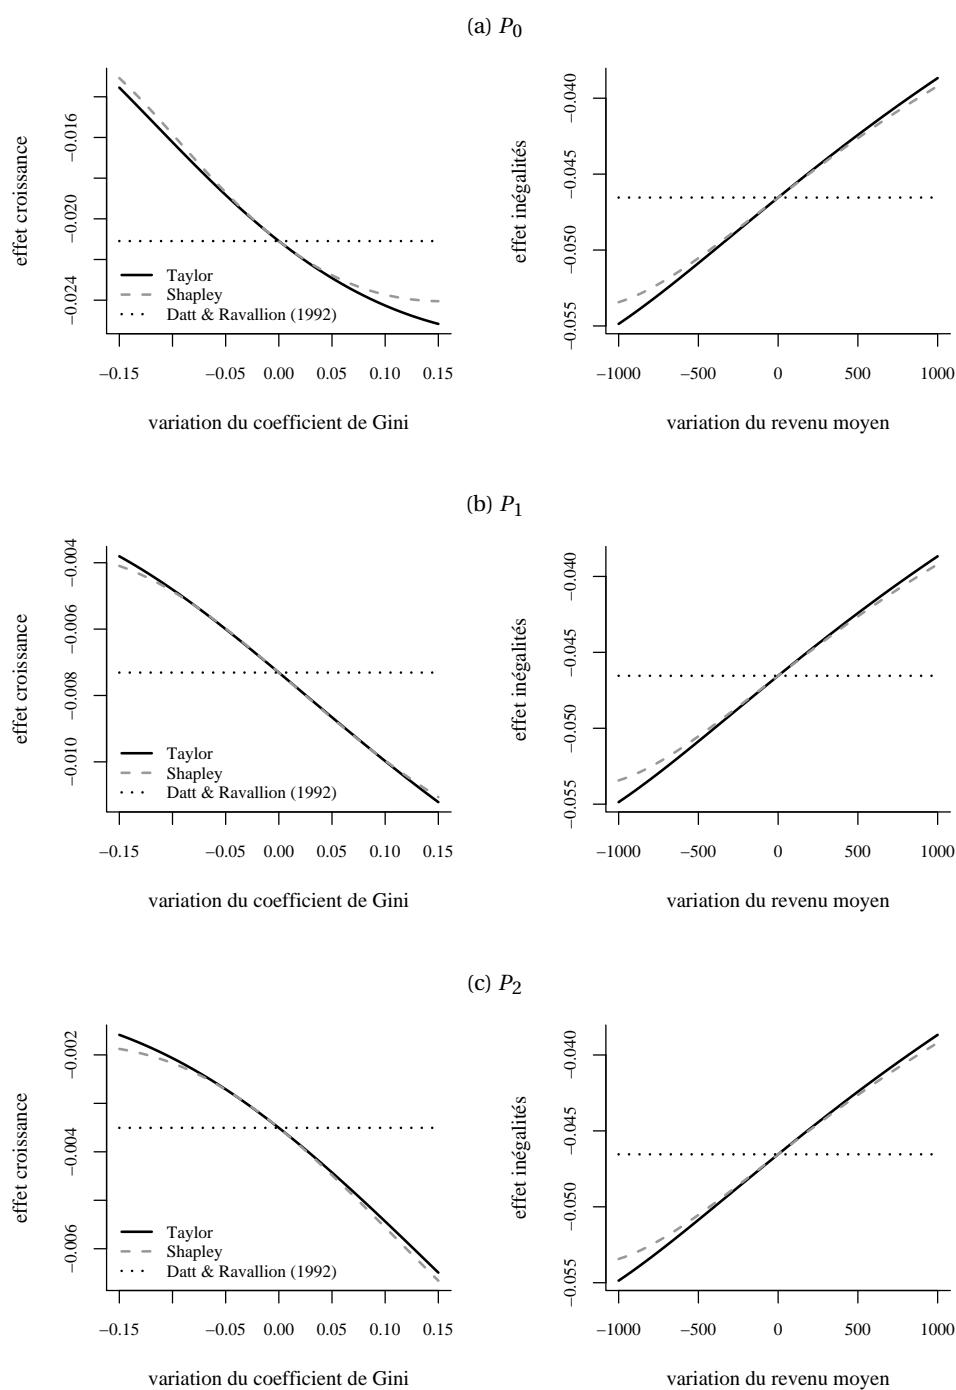 (a) P0
effet croissance
−0.016
−0.020
−0.024
Taylor
Shapley
Datt & Ravallion (1992)
−0.15 −0.05 0.00 0.05 0.10 0.15
variation du coefficient de Gini
effet inégalités
−0.040
−0.045
−0.050
−0.055
−1000 −500 0 500 1000
variation du revenu moyen
(b) P1
effet croissance
−0.004
−0.006
−0.008
−0.010
Taylor
Shapley
Datt & Ravallion (1992)
−0.15 −0.05 0.00 0.05 0.10 0.15
variation du coefficient de Gini
effet inégalités
−0.040
−0.045
−0.050
−0.055
−1000 −500 0 500 1000
variation du revenu moyen
(c) P2
effet croissance
−0.002
−0.004
−0.006
Taylor
Shapley
Datt & Ravallion (1992)
−0.15 −0.05 0.00 0.05 0.10 0.15
variation du coefficient de Gini
effet inégalités
−0.040
−0.045
−0.050
−0.055
−1000 −500 0 500 1000
variation du revenu moyen